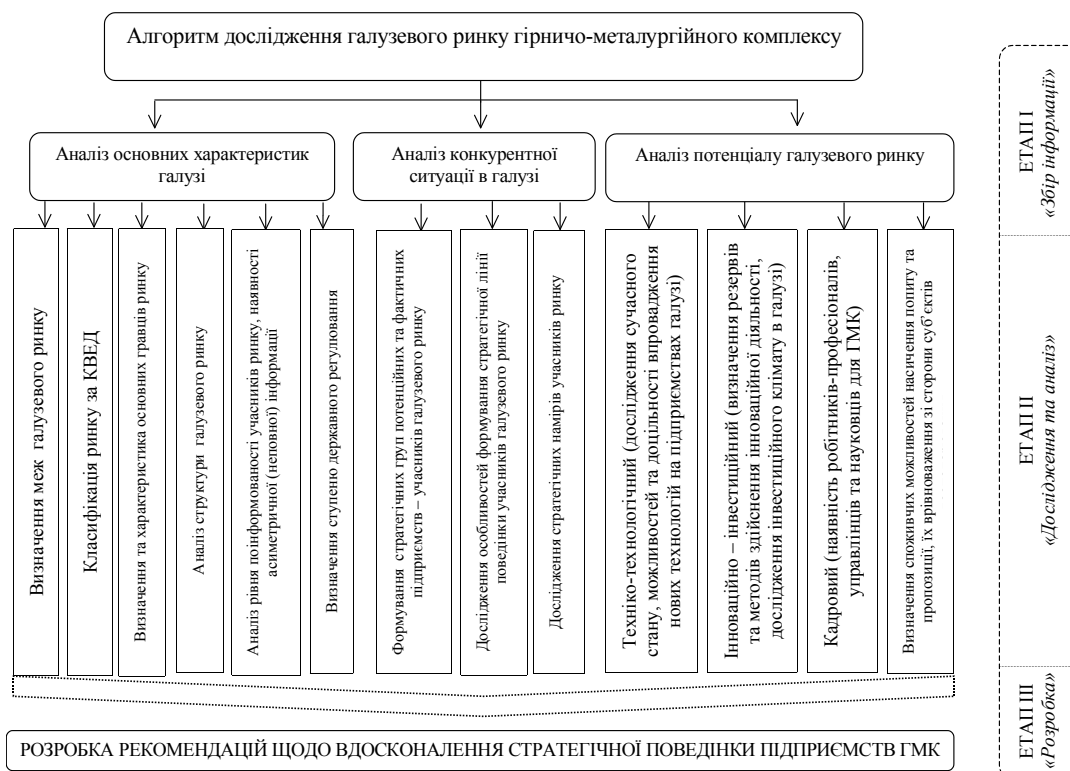 Алгоритм дослідження галузевого ринку гірничо-металургійного комплексу
Аналіз основних характеристик
галузі
Аналіз конкурентної
ситуації в галузі
Аналіз потенціалу галузевого ринку
Визначення меж галузевого ринку
Класифікація ринку за КВЕД
Визначення та характеристика основних гравців ринку
Аналіз структури галузевого ринку
Аналіз рівня поінформованості учасників ринку, наявності
асиметричної (неповної) інформації
Визначення ступеню державного регулювання
Формування стратегічних груп потенційних та фактичних
підприємств – учасників галузевого ринку
Дослідження особливостей формування стратегічної лінії
поведінки учасників галузевого ринку
Дослідження стратегічних намірів учасників ринку
Техніко-технологічний (дослідження сучасного
стану, можливостей та доцільності впровадження
нових технологій на підприємствах галузі)
Інноваційно – інвестиційний (визначення резервів
та методів здійснення інноваційної діяльності,
дослідження інвестиційного клімату в галузі)
Кадровий (наявність робітників-професіоналів,
управлінців та науковців для ГМК)
Визначення споживчих можливостей насичення попиту та
пропозиції, їх врівноваження зі сторони суб’єктів
РОЗРОБКА РЕКОМЕНДАЦІЙ ЩОДО ВДОСКОНАЛЕННЯ СТРАТЕГІЧНОЇ ПОВЕДІНКИ ПІДПРИЄМСТВ ГМК
ЕТАП І
«Збір інформації»
ЕТАП ІІ
«Дослідження та аналіз»
ЕТАП ІІІ
«Розробка»